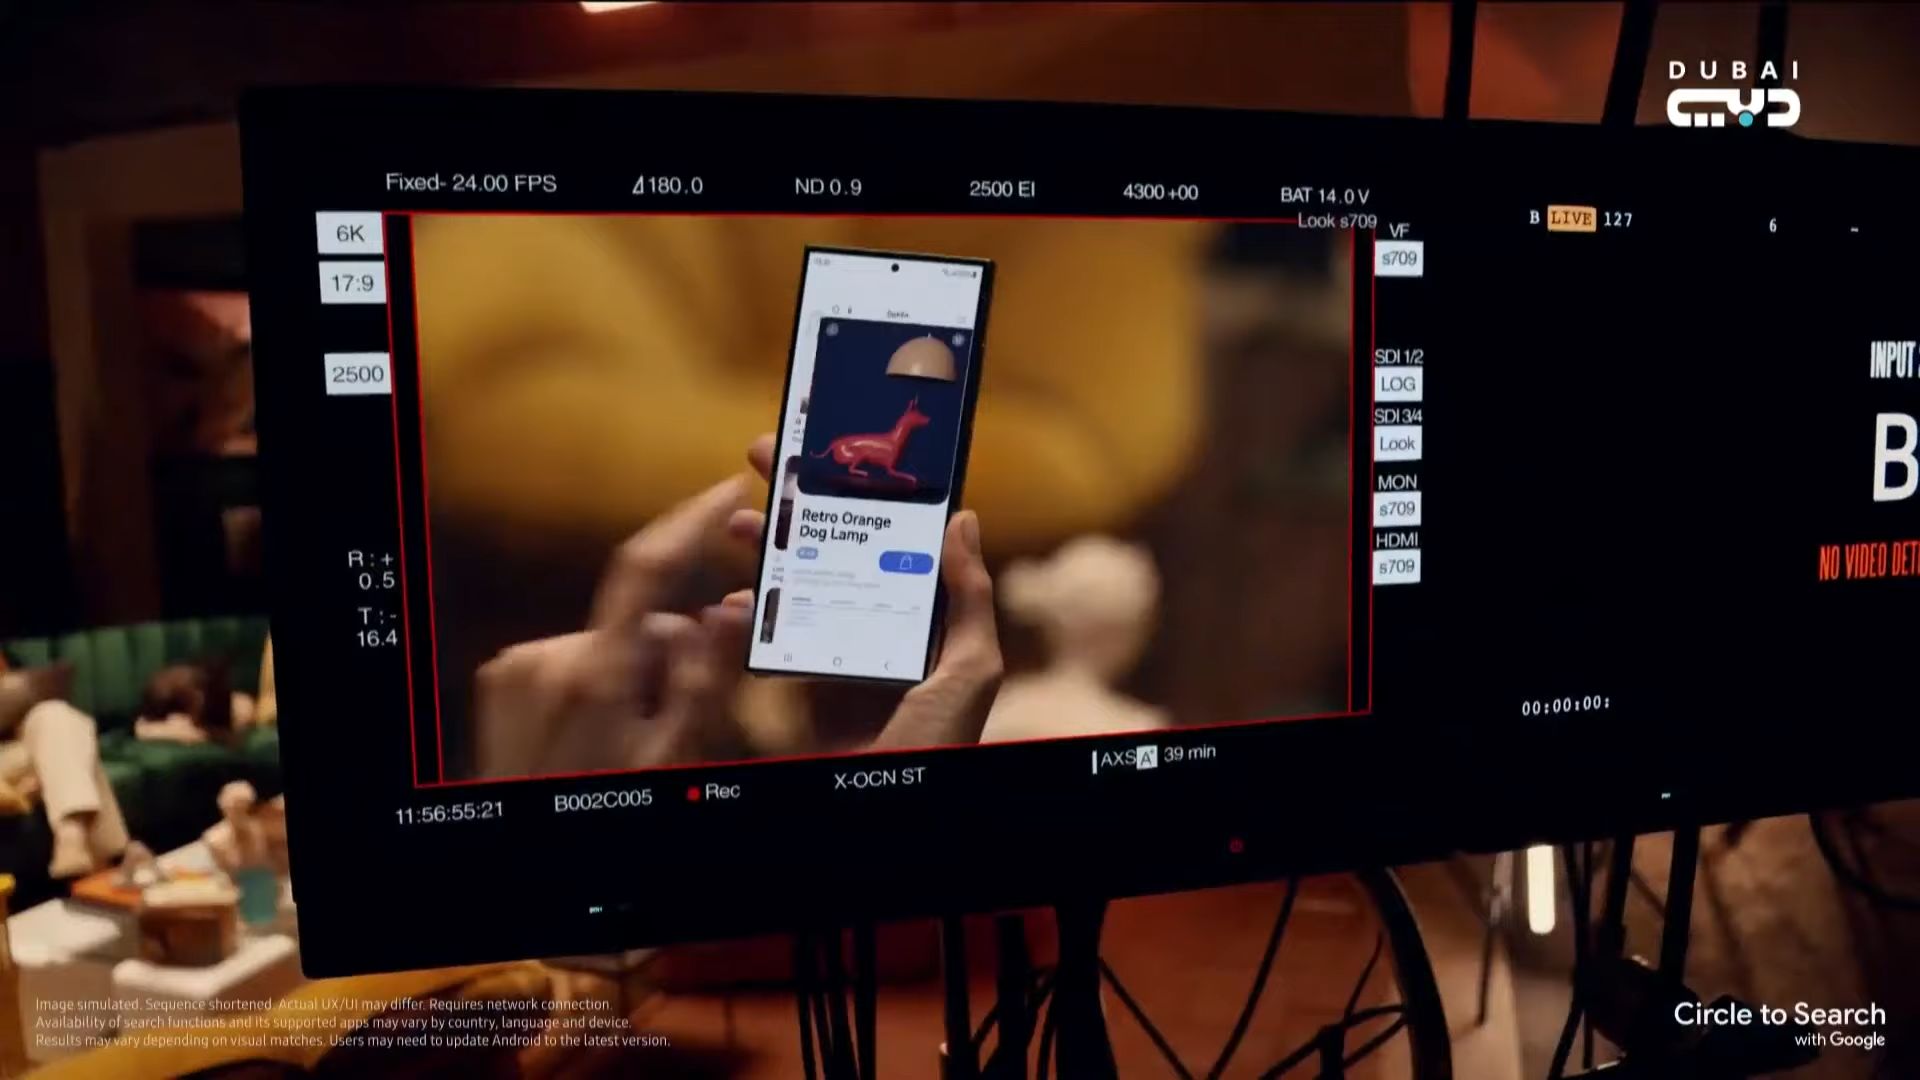 DUBAI
دبي
Fixed- 24.00 FPS
⊿180.0
ND 0.9
2500 EI
4300+00
BAT 14.0 V
Look s709
6K
17:9
2500
R : +
0.5
T : -
16.4
VF
s709
SDI 1/2
LOG
SDI 3/4
Look
MON
s709
HDMI
s709
B LIVE 127
6
-
INPUT
B
NO VIDEO
00:00:00:
Retro Orange
Dog Lamp
11:56:55:21
B002C005
Rec
X-OCN ST
AXS A 39 min
Image simulated. Sequence shortened. Actual UX/UI may differ. Requires network connection.
Availability of search functions and its supported apps may vary by country, language and device.
Results may vary depending on visual matches. Users may need to update Android to the latest version.
Circle to Search
with Google